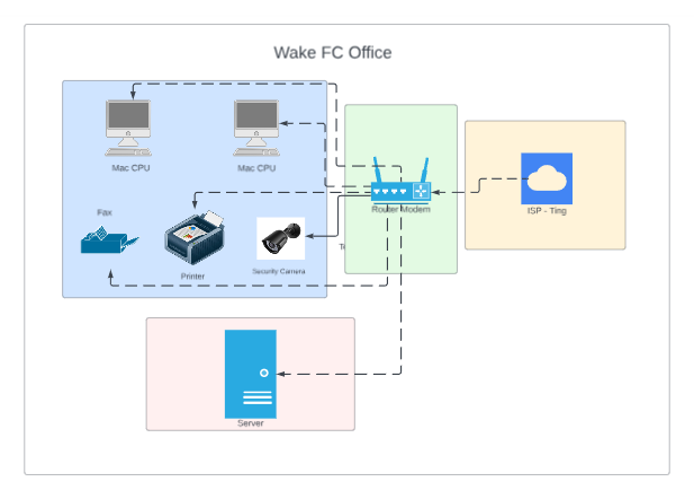 Wake FC Office
Mac CPU
Mac CPU
Fax
Router Modem
ISP - Ting
Printer
Security Camera
Server